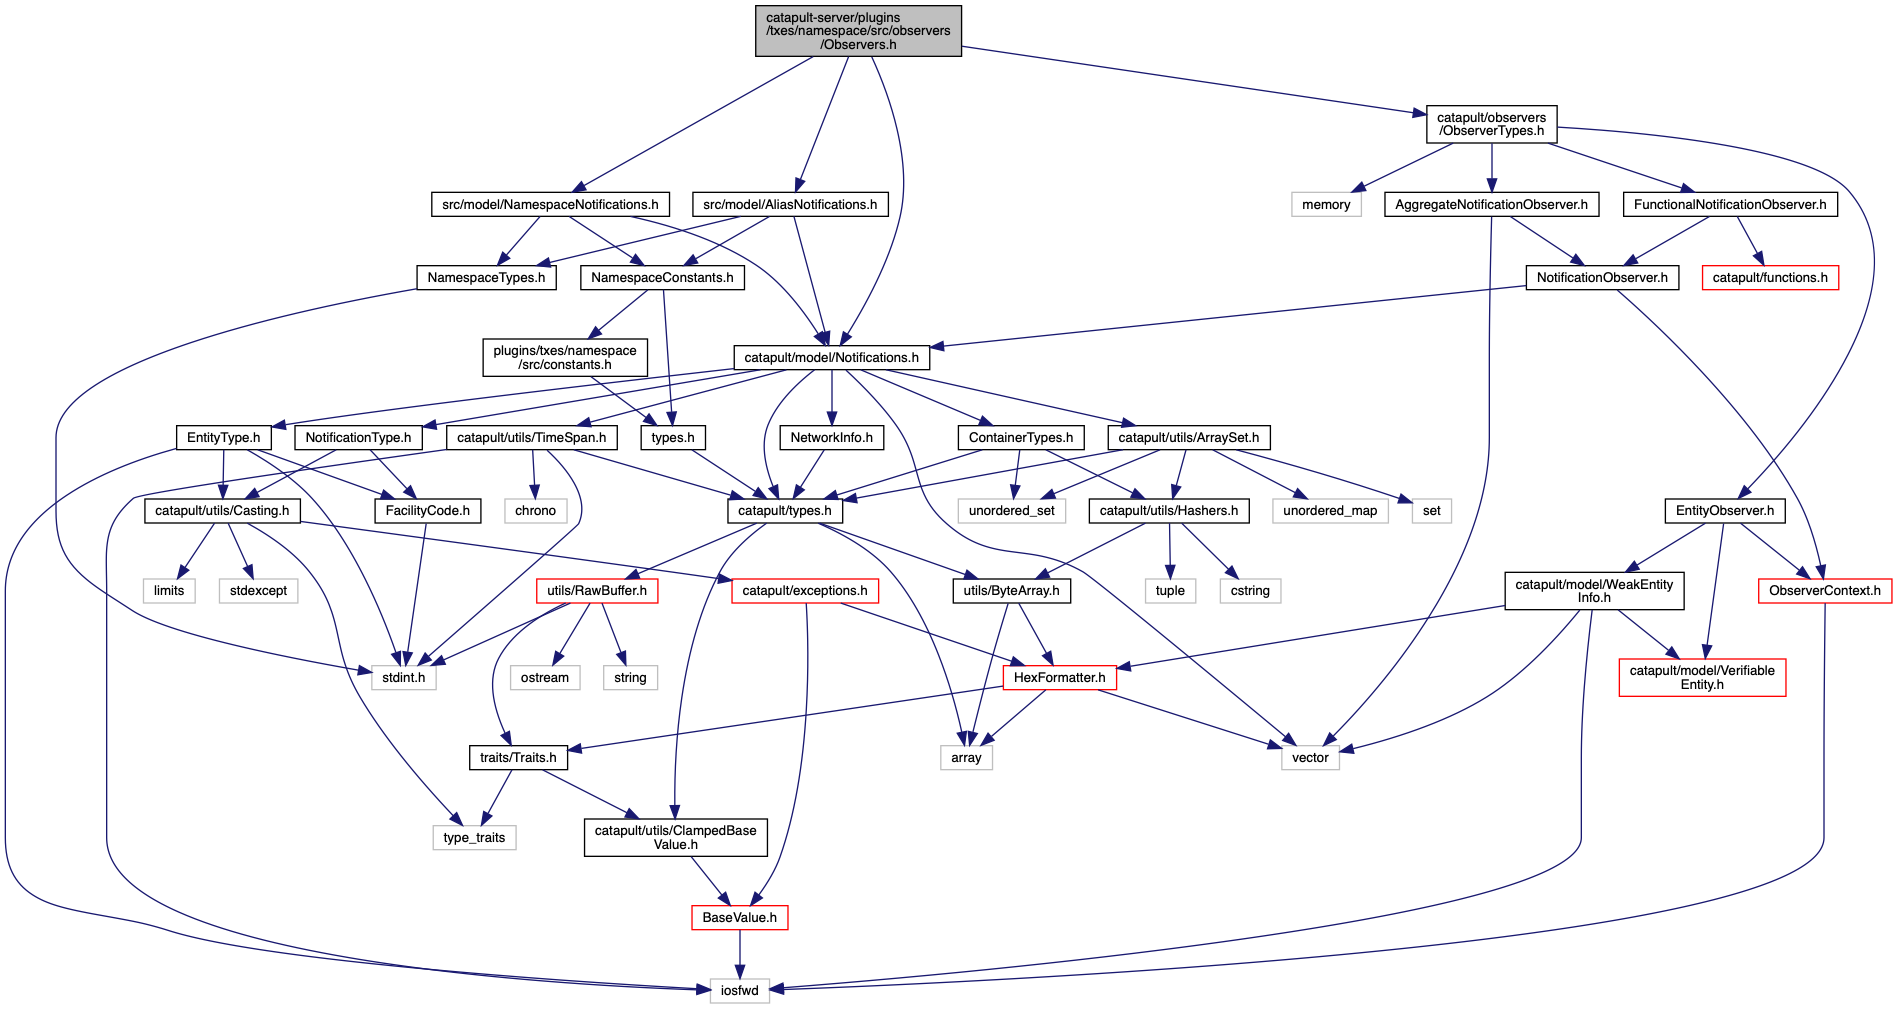 catapult-server/plugins
/txes/namespace/src/observers
/Observers.h
catapult/observers
/ObserverTypes.h
src/model/NamespaceNotifications.h
src/model/AliasNotifications.h
memory
AggregateNotificationObserver.h
FunctionalNotificationObserver.h
NamespaceTypes.h
NamespaceConstants.h
NotificationObserver.h
catapult/functions.h
plugins/txes/namespace
/src/constants.h
catapult/model/Notifications.h
EntityType.h
NotificationType.h
catapult/utils/TimeSpan.h
types.h
NetworkInfo.h
ContainerTypes.h
catapult/utils/ArraySet.h
catapult/utils/Casting.h
FacilityCode.h
chrono
catapult/types.h
unordered_set
catapult/utils/Hashers.h
unordered_map
set
EntityObserver.h
limits
stdexcept
utils/RawBuffer.h
catapult/exceptions.h
utils/ByteArray.h
tuple
cstring
catapult/model/WeakEntity
Info.h
ObserverContext.h
stdint.h
ostream
string
HexFormatter.h
catapult/model/Verifiable
Entity.h
traits/Traits.h
array
vector
type_traits
catapult/utils/ClampedBase
Value.h
BaseValue.h
iosfwd